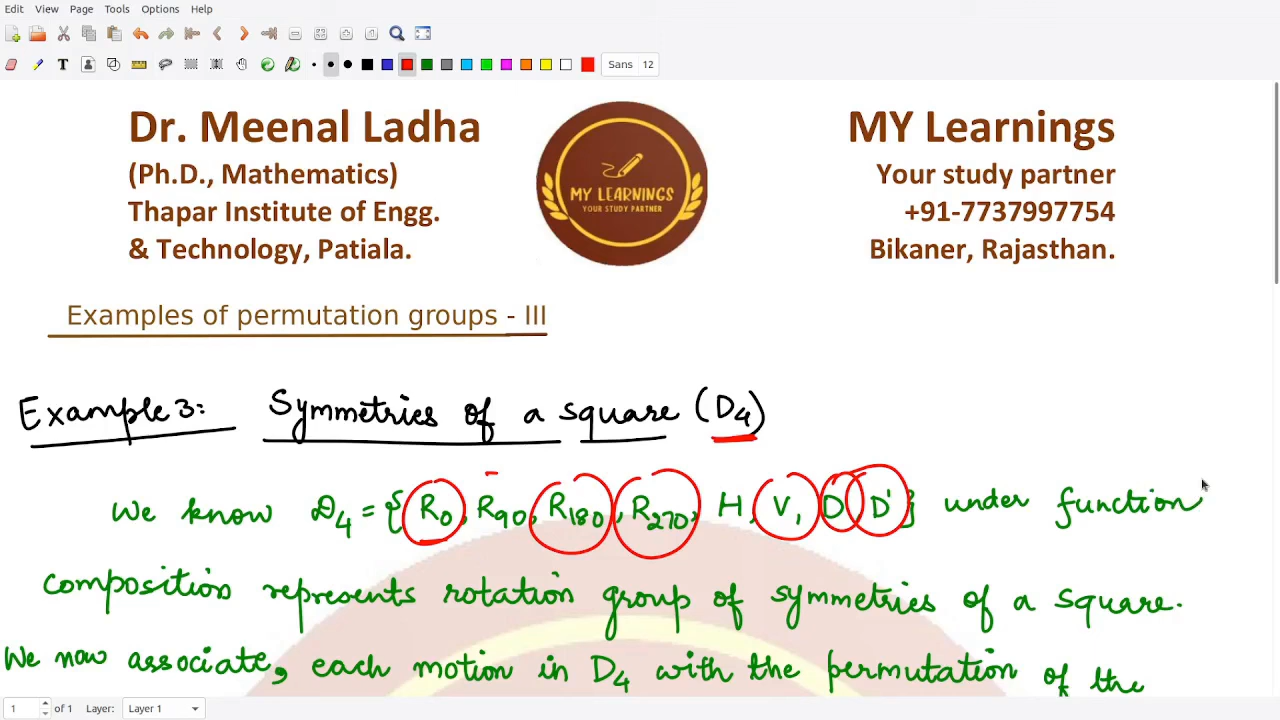 Edit View Page Tools Options Help
Sans 12
Dr. Meenal Ladha
(Ph.D., Mathematics)
Thapar Institute of Engg.
& Technology, Patiala.
MY LEARNINGS
YOUR STUDY PARTNER
MY Learnings
Your study partner
+91-7737997754
Bikaner, Rajasthan.
Examples of permutation groups - III
Example 3: Symmetries of a square (D4)
We know D4 = {R0, R90, R180, R270, H, V, D, D'} under function
composition represents rotation group of symmetries of a square.
We now associate, each motion in D4 with the permutation of the
1 of 1 Layer: Layer 1